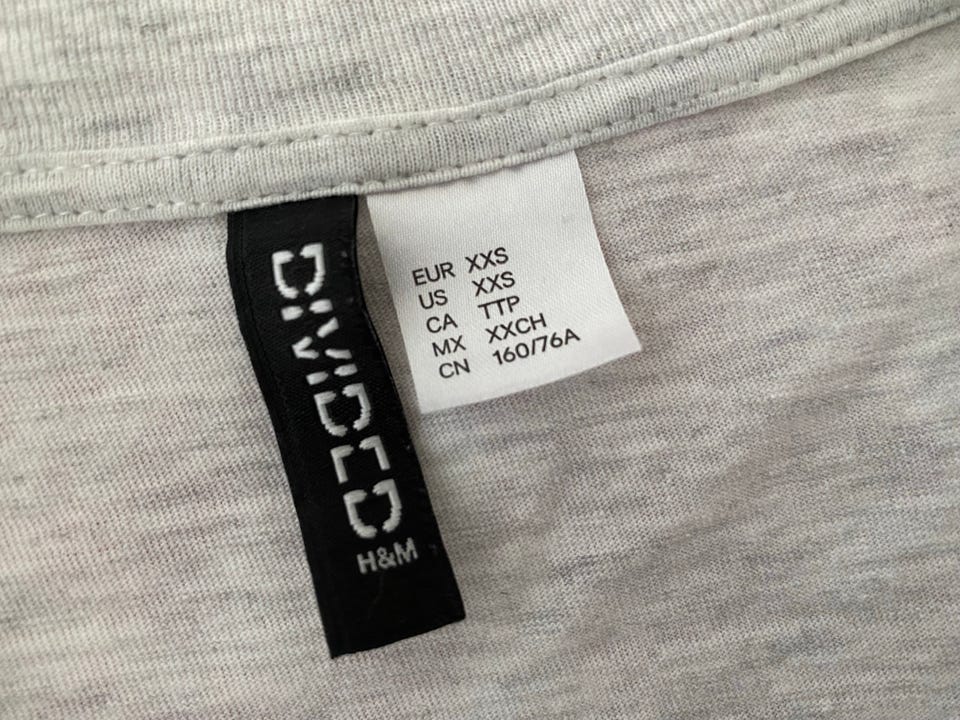 DIVIDED
H&M
EUR XXS
US XXS
CA TTP
MX XXCH
CN 160/76A